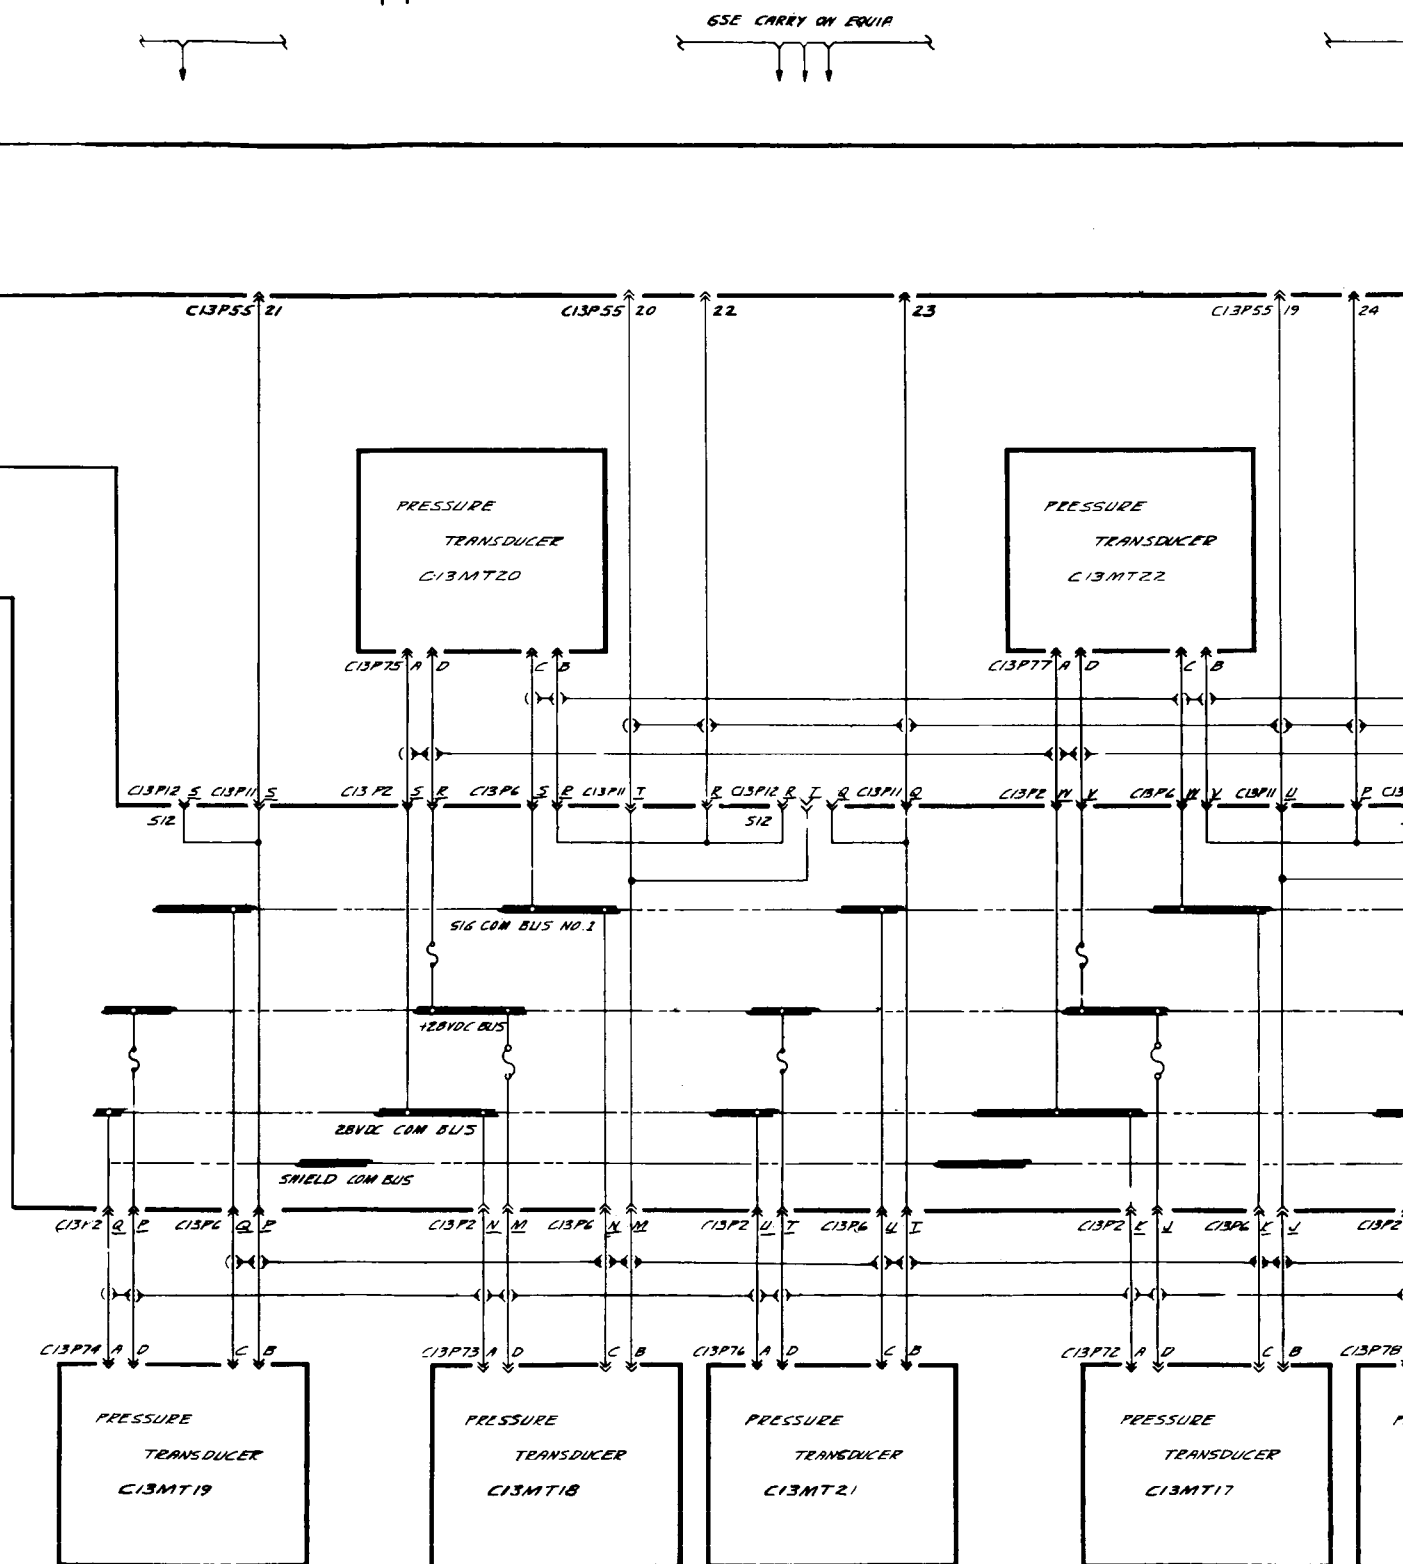 GSE CARRY ON EQUIP
C13P55 21
C13P55 20
22
23
C13P55 19
24
PRESSURE
TRANSDUCER
C13MT20
PRESSURE
TRANSDUCER
C13MT22
C13P75 A D C B
C13P77 A D C B
C13P12 S C13P11 S
C13P2 S R
C13P6 S R
C13P11 T
R C13P12 R T Q C13P11 Q
C13P2 W V
C13P6 W V
C13P11 U
P
S12
S12
SIG COM BUS NO.1
+28VDC BUS
28VDC COM BUS
SHIELD COM BUS
C13P2 Q P
C13P6 Q P
C13P2 N M
C13P6 N M
C13P2 U T
C13P6 U T
C13P2 K J
C13P6 K J
C13P2
C13P74 A D C B
C13P73 A D C B
C13P76 A D C B
C13P72 A D C B
C13P78
PRESSURE
TRANSDUCER
C13MT19
PRESSURE
TRANSDUCER
C13MT18
PRESSURE
TRANSDUCER
C13MT21
PRESSURE
TRANSDUCER
C13MT17